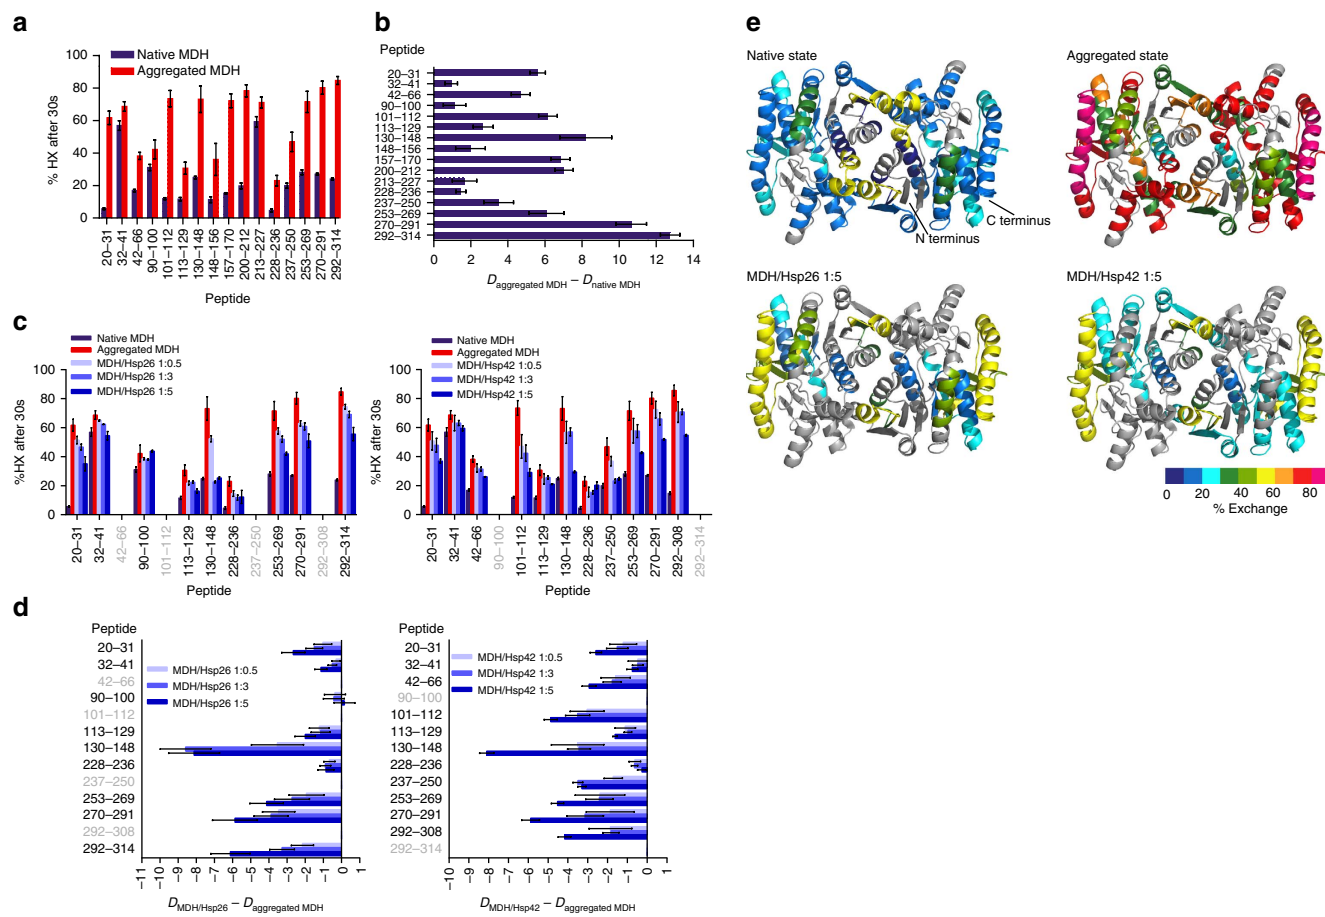 a
% HX after 30s
100
80
60
40
20
0
Native MDH
Aggregated MDH
20–31
32–41
42–66
90–100
101–112
113–129
130–148
148–156
157–170
200–212
213–227
228–236
237–250
253–269
270–291
292–314
Peptide
b
Peptide
20–31
32–41
42–66
90–100
101–112
113–129
130–148
148–156
157–170
200–212
213–227
228–236
237–250
253–269
270–291
292–314
0 2 4 6 8 10 12 14
D aggregated MDH – D native MDH
c
Native MDH
Aggregated MDH
MDH/Hsp26 1:0.5
MDH/Hsp26 1:3
MDH/Hsp26 1:5
%HX after 30s
100
80
60
40
20
0
20–31
32–41
42–66
90–100
101–112
113–129
130–148
228–236
237–250
253–269
270–291
292–308
292–314
Peptide
Native MDH
Aggregated MDH
MDH/Hsp42 1:0.5
MDH/Hsp42 1:3
MDH/Hsp42 1:5
%HX after 30s
100
80
60
40
20
0
20–31
32–41
42–66
90–100
101–112
113–129
130–148
228–236
237–250
253–269
270–291
292–308
292–314
Peptide
d
Peptide
20–31
32–41
42–66
90–100
101–112
113–129
130–148
228–236
237–250
253–269
270–291
292–308
292–314
MDH/Hsp26 1:0.5
MDH/Hsp26 1:3
MDH/Hsp26 1:5
–11 –10 –9 –8 –7 –6 –5 –4 –3 –2 –1 0 1
D MDH/Hsp26 – D aggregated MDH
Peptide
20–31
32–41
42–66
90–100
101–112
113–129
130–148
228–236
237–250
253–269
270–291
292–308
292–314
MDH/Hsp42 1:0.5
MDH/Hsp42 1:3
MDH/Hsp42 1:5
–10 –9 –8 –7 –6 –5 –4 –3 –2 –1 0 1
D MDH/Hsp42 – D aggregated MDH
e
Native state
Aggregated state
C terminus
N terminus
MDH/Hsp26 1:5
MDH/Hsp42 1:5
0 20 40 60 80
% Exchange